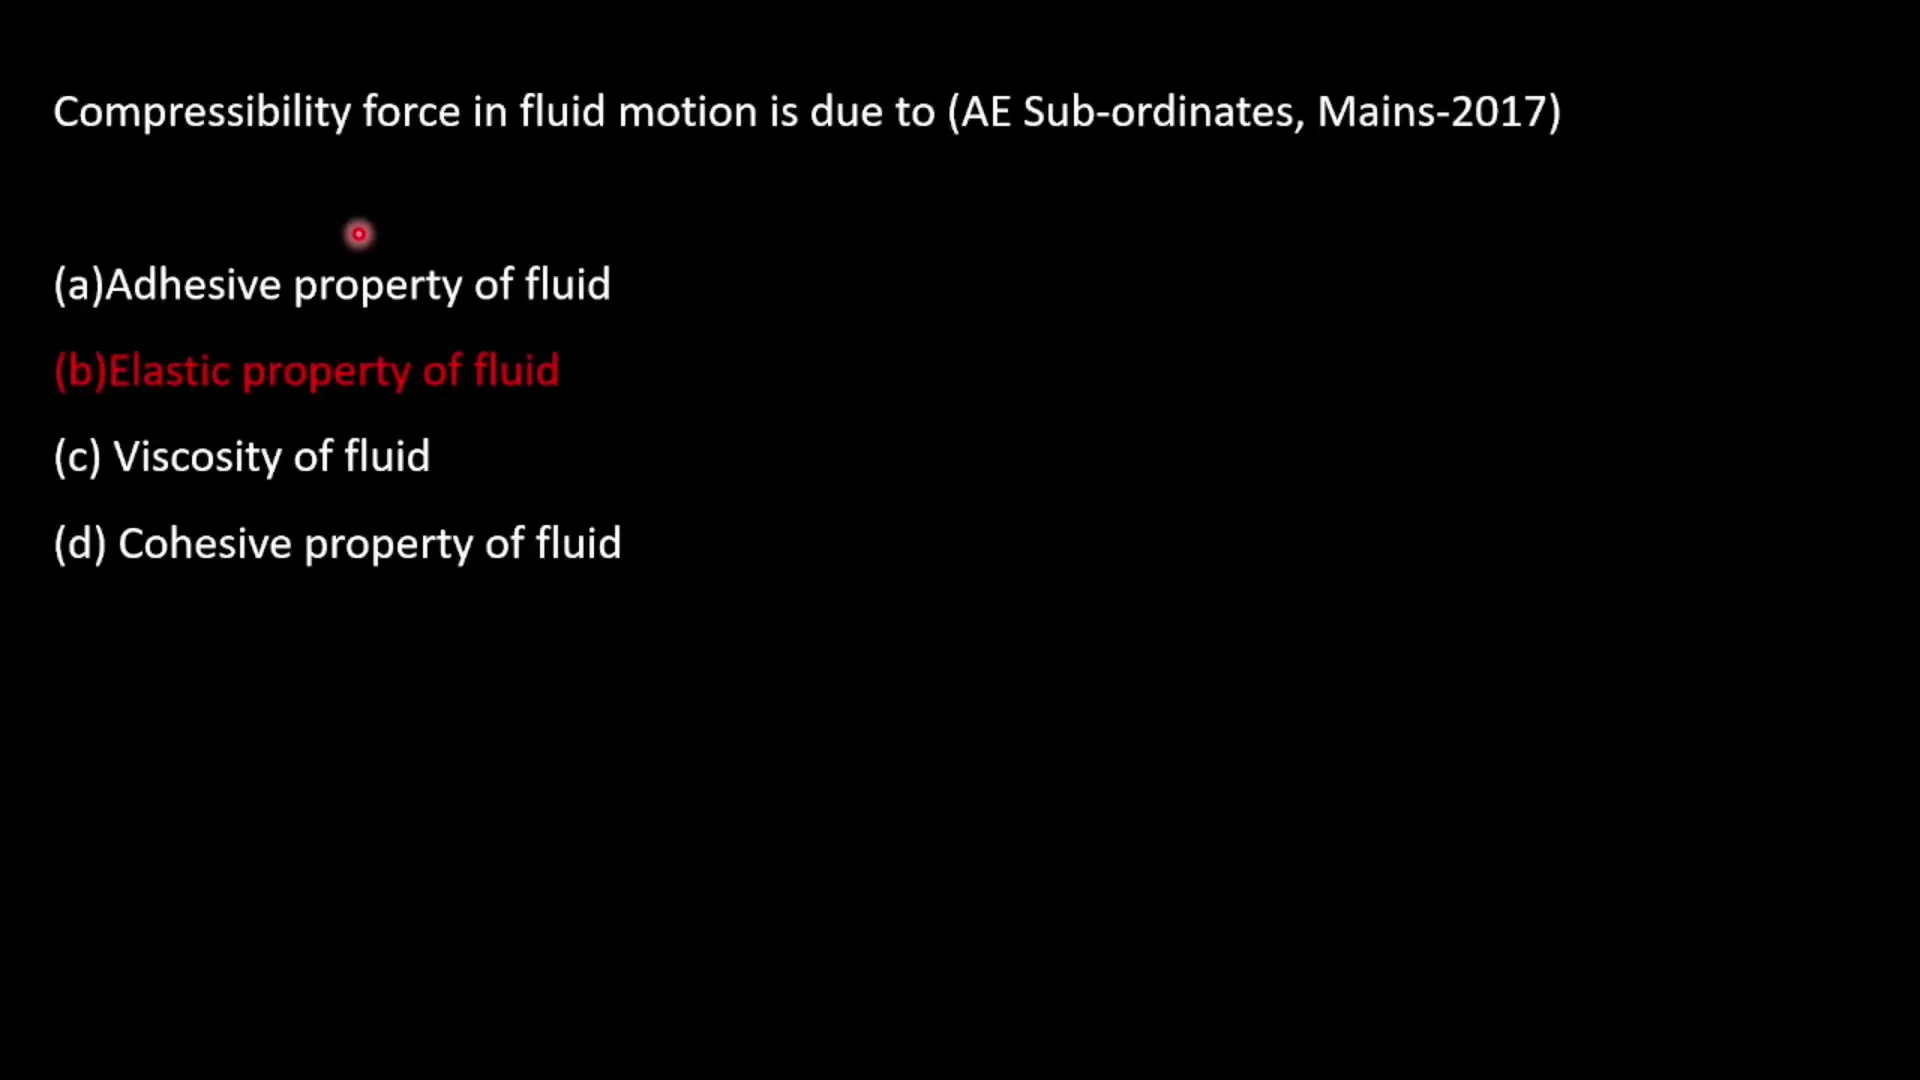 Compressibility force in fluid motion is due to (AE Sub-ordinates, Mains-2017)
(a)Adhesive property of fluid
(b)Elastic property of fluid
(c) Viscosity of fluid
(d) Cohesive property of fluid